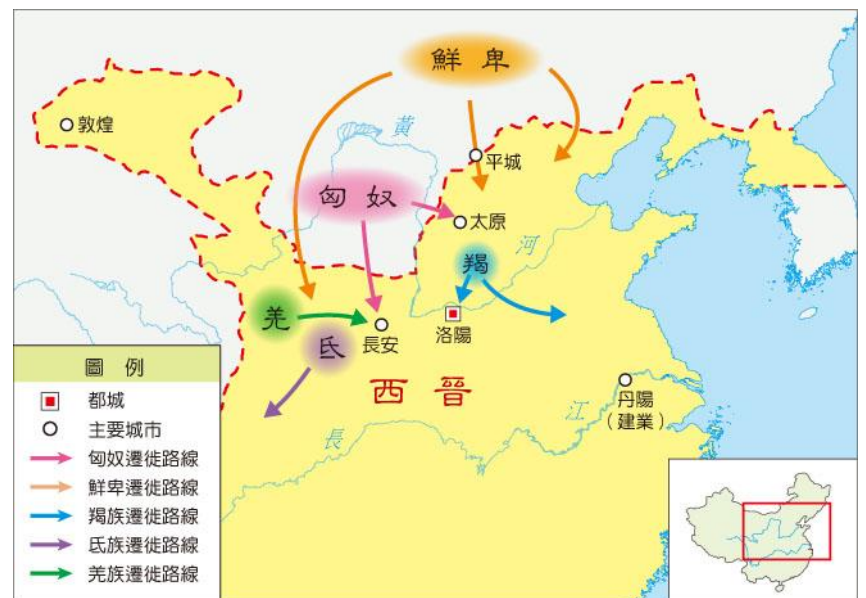 鮮卑
敦煌
黃
平城
匈奴
太原
河
羯
羌
長安
洛陽
氐
西晉
丹陽
（建業）
江
長
圖例
都城
主要城市
匈奴遷徙路線
鮮卑遷徙路線
羯族遷徙路線
氐族遷徙路線
羌族遷徙路線